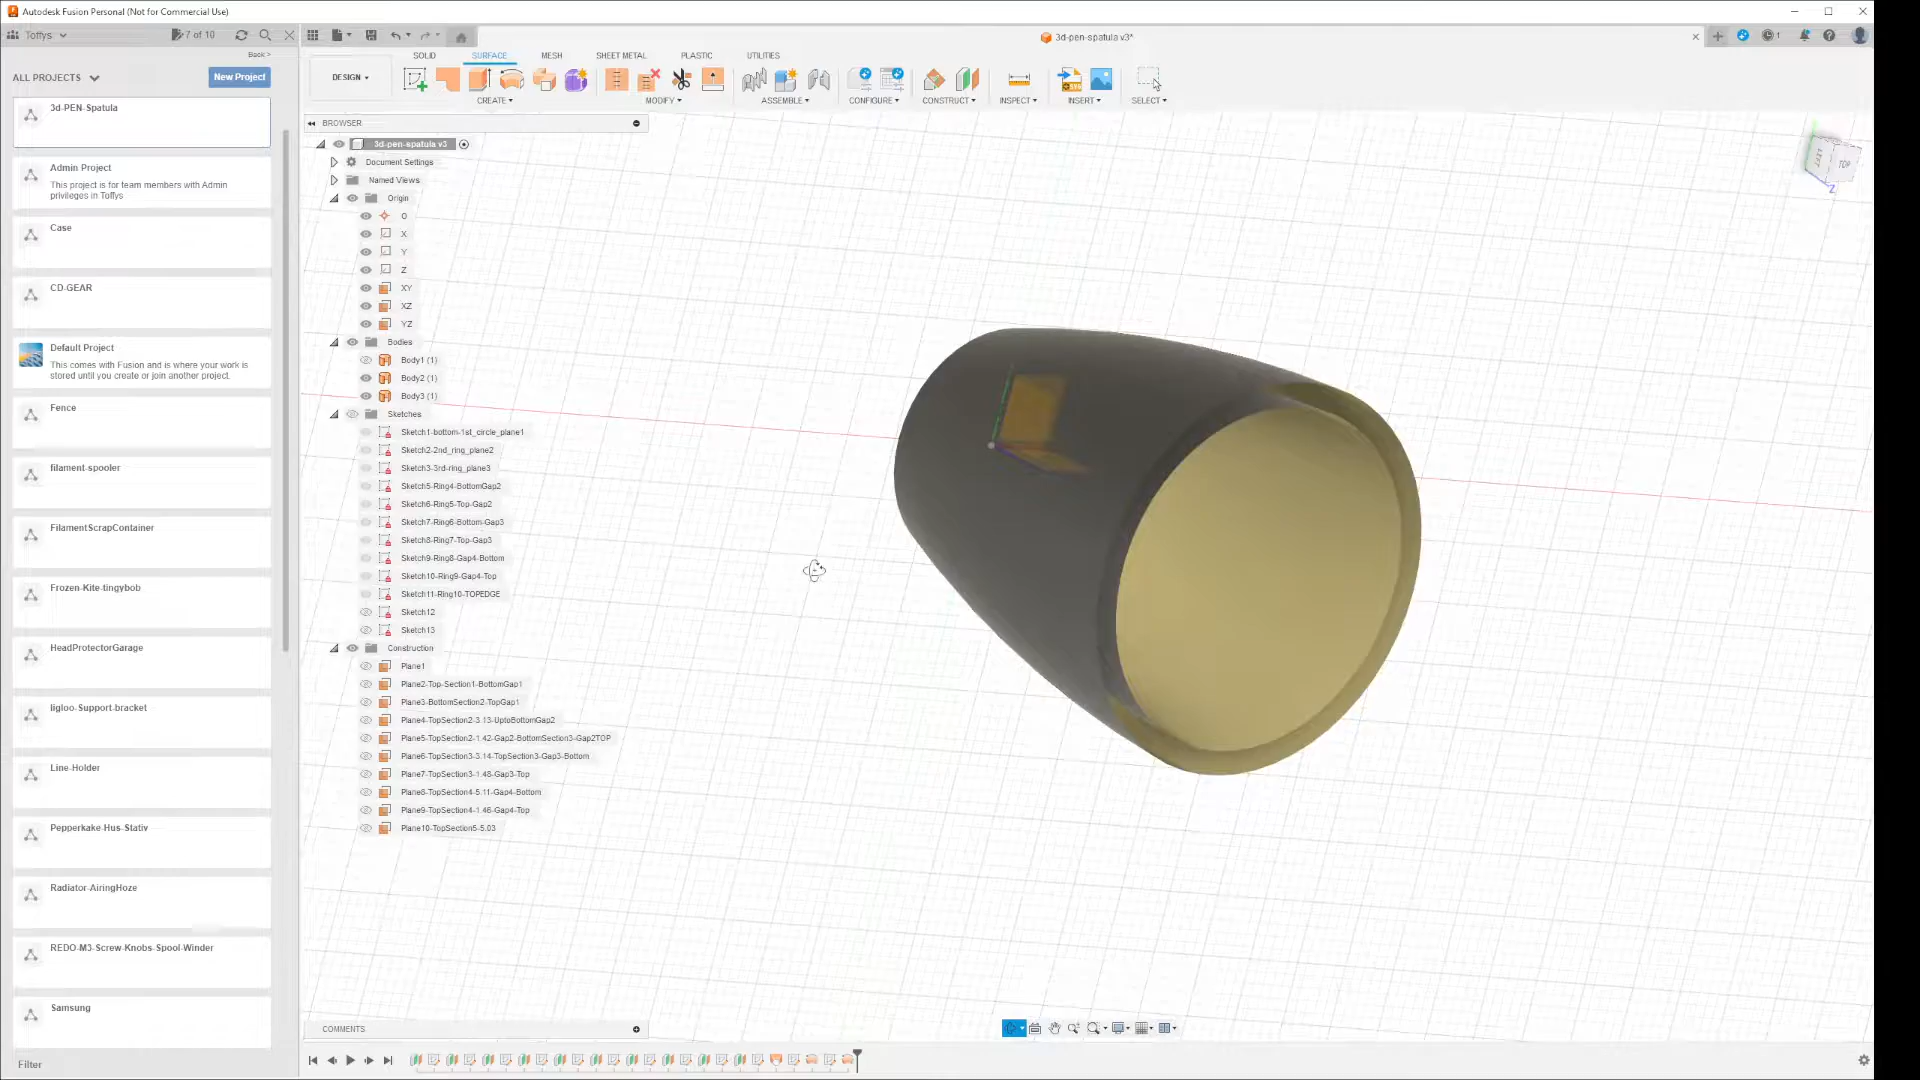 Autodesk Fusion Personal (Not for Commercial Use)
Toffys
7 of 10
3d-pen-spatula v3*
1
Back >
ALL PROJECTS
New Project
3d-PEN-Spatula
Admin Project
This project is for team members with Admin
privileges in Toffys
Case
CD-GEAR
Default Project
This comes with Fusion and is where your work is
stored until you create or join another project.
Fence
filament-spooler
FilamentScrapContainer
Frozen-Kite-tingybob
HeadProtectorGarage
Iigloo-Support-bracket
Line-Holder
Pepperkake-Hus-Stativ
Radiator-AiringHoze
REDO-M3-Screw-Knobs-Spool-Winder
Samsung
Filter
DESIGN
SOLID
SURFACE
MESH
SHEET METAL
PLASTIC
UTILITIES
CREATE
MODIFY
ASSEMBLE
CONFIGURE
CONSTRUCT
INSPECT
INSERT
SELECT
BROWSER
3d-pen-spatula v3
Document Settings
Named Views
Origin
O
X
Y
Z
XY
XZ
YZ
Bodies
Body1 (1)
Body2 (1)
Body3 (1)
Sketches
Sketch1-bottom-1st_circle_plane1
Sketch2-2nd_ring_plane2
Sketch3-3rd-ring_plane3
Sketch5-Ring4-BottomGap2
Sketch6-Ring5-Top-Gap2
Sketch7-Ring6-Bottom-Gap3
Sketch8-Ring7-Top-Gap3
Sketch9-Ring8-Gap4-Bottom
Sketch10-Ring9-Gap4-Top
Sketch11-Ring10-TOPEDGE
Sketch12
Sketch13
Construction
Plane1
Plane2-Top-Section1-BottomGap1
Plane3-BottomSection2-TopGap1
Plane4-TopSection2-3.13-UptoBottomGap2
Plane5-TopSection2-1.42-Gap2-BottomSection3-Gap2TOP
Plane6-TopSection3-3.14-TopSection3-Gap3-Bottom
Plane7-TopSection3-1.48-Gap3-Top
Plane8-TopSection4-5.11-Gap4-Bottom
Plane9-TopSection4-1.46-Gap4-Top
Plane10-TopSection5-5.03
LEFT
TOP
Z
COMMENTS